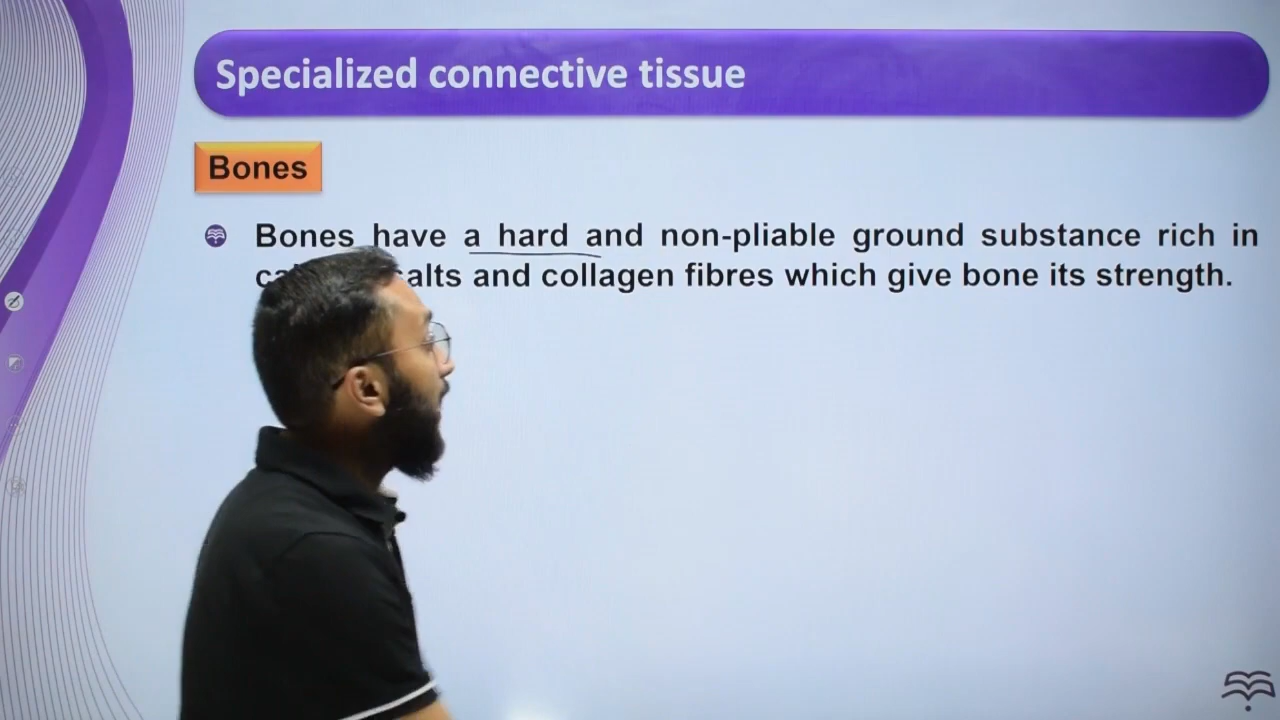 Specialized connective tissue
Bones
Bones have a hard and non-pliable ground substance rich in
and collagen fibres which give bone its strength.